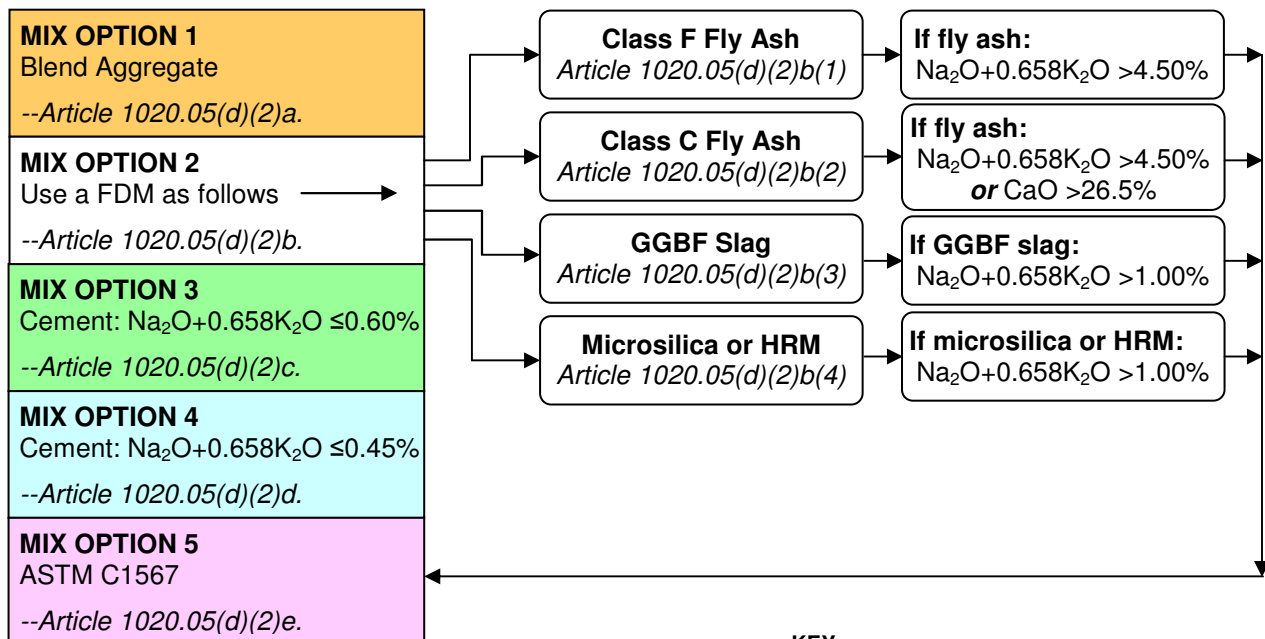 MIX OPTION 1
Blend Aggregate
--Article 1020.05(d)(2)a.
MIX OPTION 2
Use a FDM as follows
--Article 1020.05(d)(2)b.
MIX OPTION 3
Cement: Na₂O+0.658K₂O ≤0.60%
--Article 1020.05(d)(2)c.
MIX OPTION 4
Cement: Na₂O+0.658K₂O ≤0.45%
--Article 1020.05(d)(2)d.
MIX OPTION 5
ASTM C1567
--Article 1020.05(d)(2)e.
Class F Fly Ash
Article 1020.05(d)(2)b(1)
If fly ash:
Na₂O+0.658K₂O >4.50%
Class C Fly Ash
Article 1020.05(d)(2)b(2)
If fly ash:
Na₂O+0.658K₂O >4.50%
or CaO >26.5%
GGBF Slag
Article 1020.05(d)(2)b(3)
If GGBF slag:
Na₂O+0.658K₂O >1.00%
Microsilica or HRM
Article 1020.05(d)(2)b(4)
If microsilica or HRM:
Na₂O+0.658K₂O >1.00%
KEY